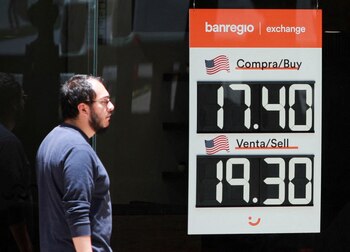 banregio | exchange
Compra/Buy
17.40
Venta/Sell
19.30